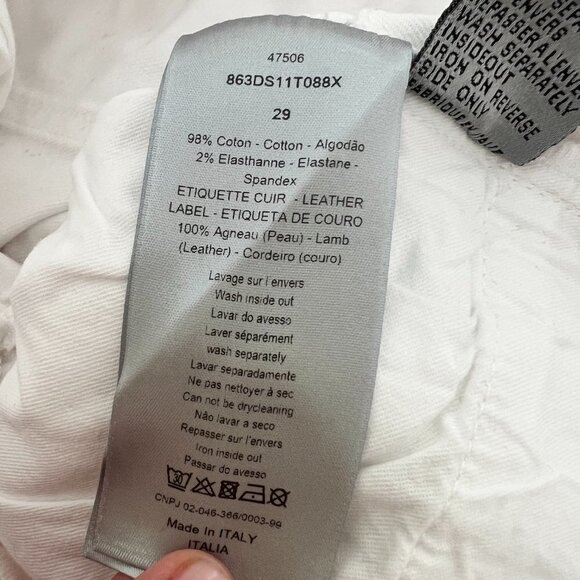 47506
863DS11T088X
29
98% Coton - Cotton - Algodão
2% Elasthanne - Elastane -
Spandex
ETIQUETTE CUIR - LEATHER
LABEL - ETIQUETA DE COURO
100% Agneau (Peau) - Lamb
(Leather) - Cordeiro (couro)
Lavage sur l'envers
Wash inside out
Lavar do avesso
Laver séparément
wash separately
Lavar separadamente
Ne pas nettoyer à sec
Can not be drycleaning
Não lavar a seco
Repasser sur l'envers
Iron inside out
Passar do avesso
30
CNPJ 02-046-366/0003-99
Made in ITALY
ITALIA
WASH SEPARATELY
INSIDEOUT
IRON ON REVERSE
SIDE ONLY